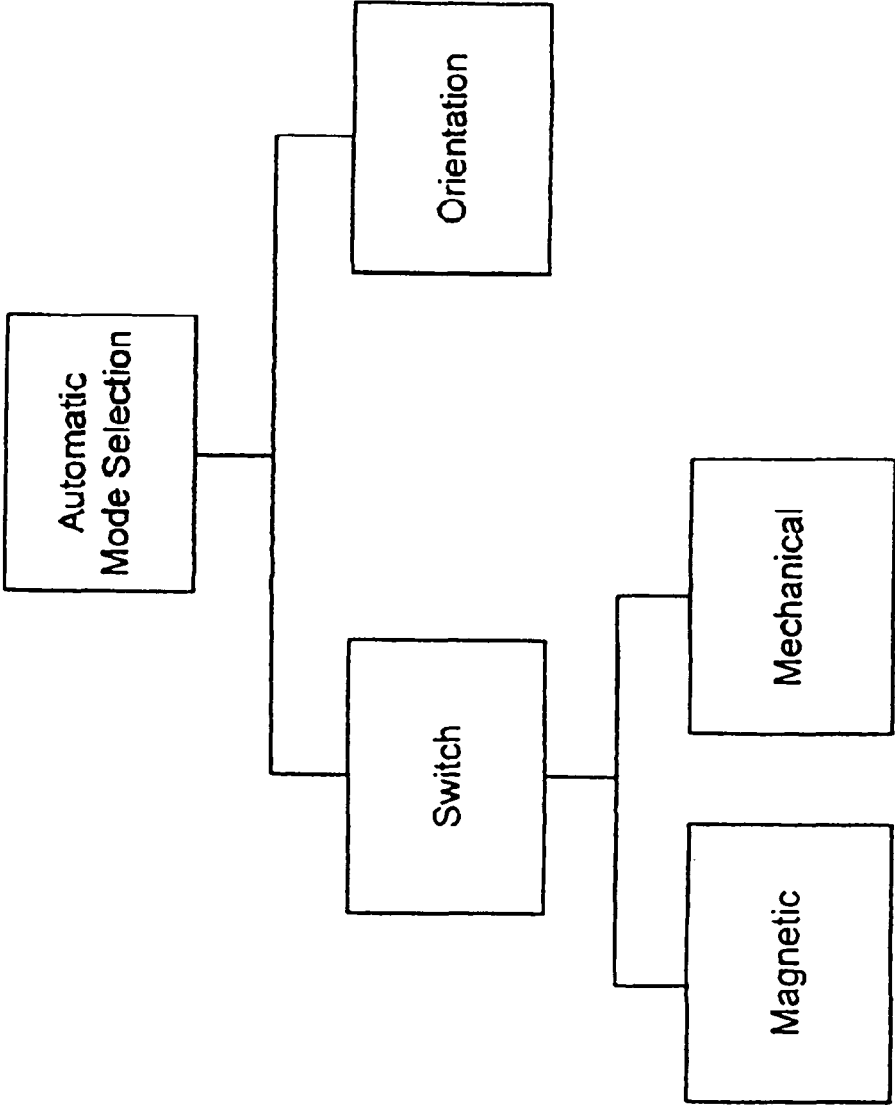 Automatic
Mode Selection
Switch
Orientation
Magnetic
Mechanical